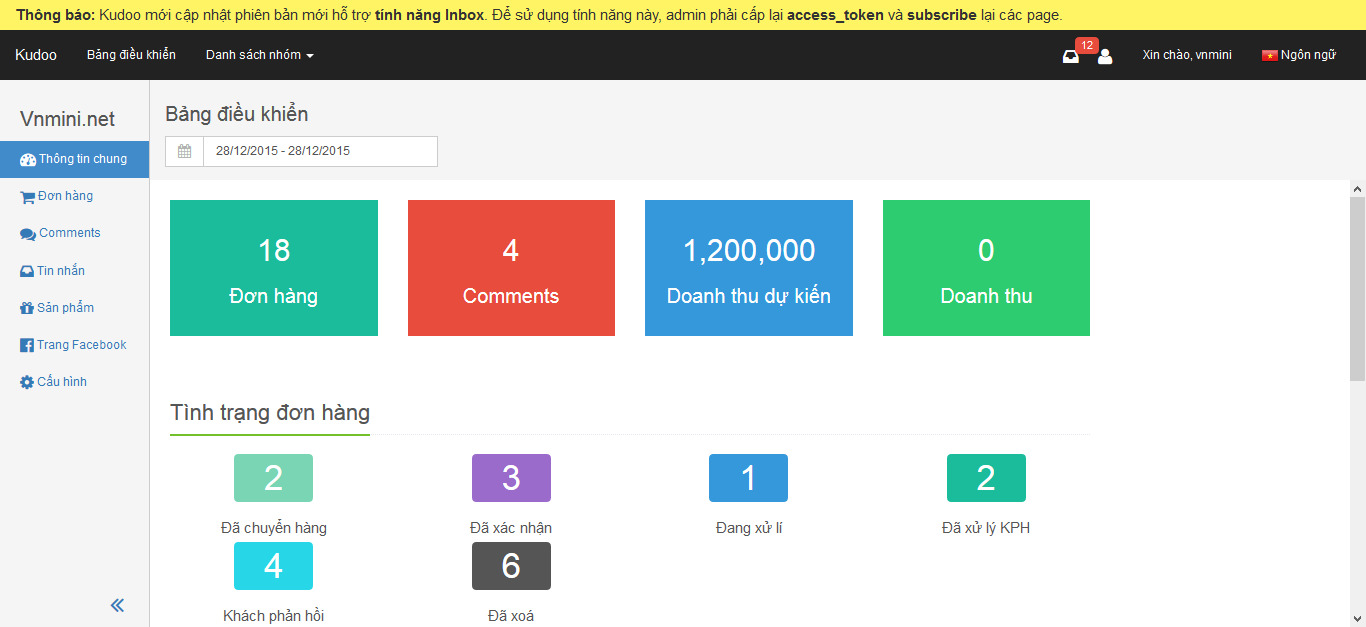 Thông báo: Kudoo mới cập nhật phiên bản mới hỗ trợ tính năng Inbox. Để sử dụng tính năng này, admin phải cấp lại access_token và subscribe lại các page.
Kudoo Bảng điều khiển Danh sách nhóm 12 Xin chào, vnmini Ngôn ngữ
Vnmini.net
Thông tin chung
Đơn hàng
Comments
Tin nhắn
Sản phẩm
Trang Facebook
Cấu hình
Bảng điều khiển
28/12/2015 - 28/12/2015
18 4 1,200,000 0
Đơn hàng Comments Doanh thu dự kiến Doanh thu
Tình trạng đơn hàng
2 3 1 2
Đã chuyển hàng Đã xác nhận Đang xử lí Đã xử lý KPH
4 6
Khách phản hồi Đã xoá